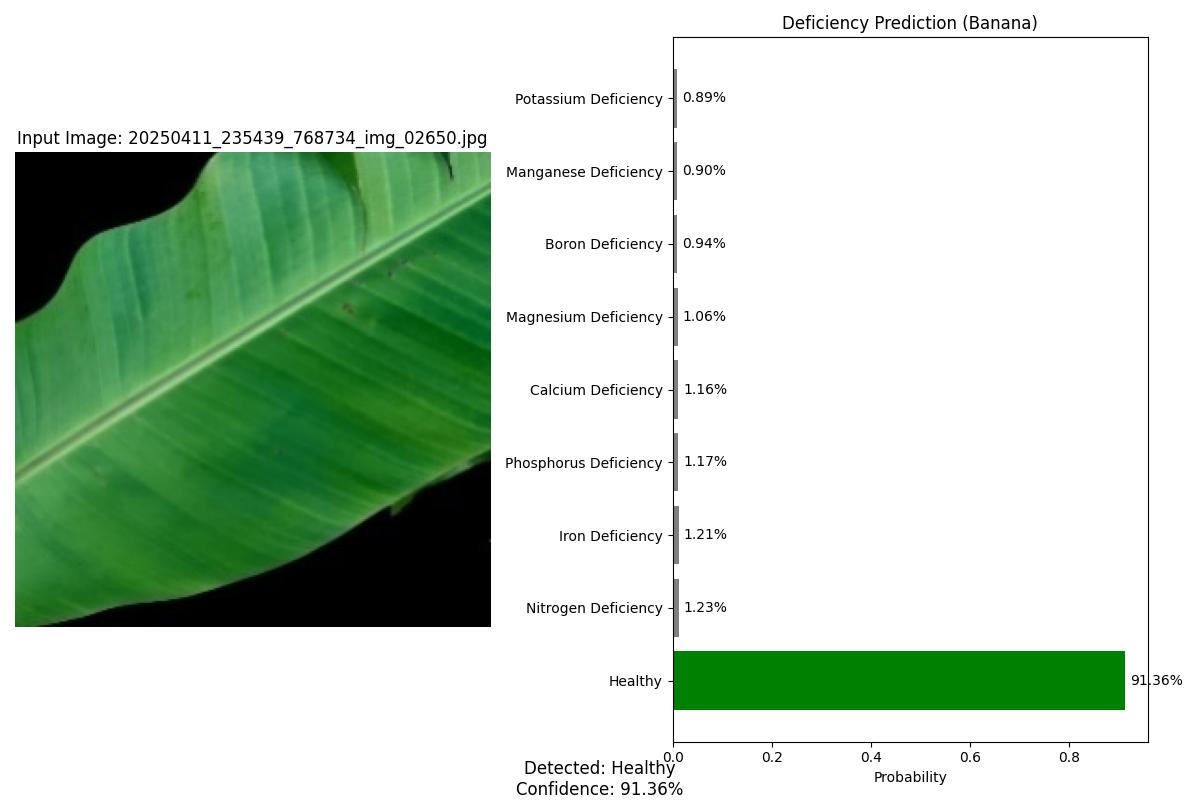 Deficiency Prediction (Banana)
Input Image: 20250411_235439_768734_img_02650.jpg
Potassium Deficiency 0.89%
Manganese Deficiency 0.90%
Boron Deficiency 0.94%
Magnesium Deficiency 1.06%
Calcium Deficiency 1.16%
Phosphorus Deficiency 1.17%
Iron Deficiency 1.21%
Nitrogen Deficiency 1.23%
Healthy 91.36%
0.0 0.2 0.4 0.6 0.8
Probability
Detected: Healthy
Confidence: 91.36%